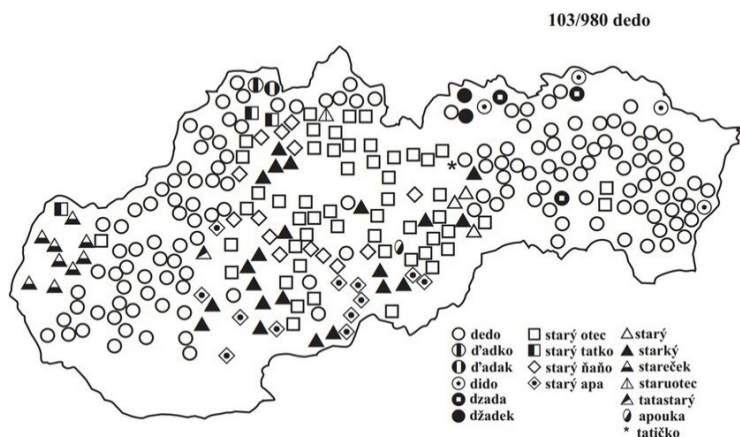 103/980 dedo
dedo
ďadko
ďadak
dido
dzada
džadek
starý otec
starý tatko
starý ňaňo
starý apa
starý
starký
stareček
staruotec
tatastarý
apouka
* tatičko